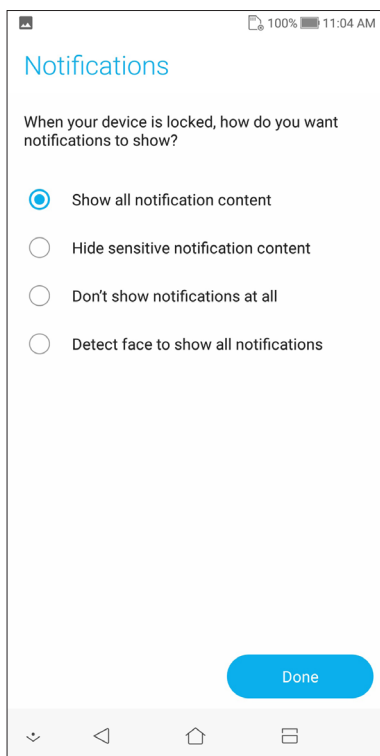 100% 11:04 AM
Notifications
When your device is locked, how do you want
notifications to show?
Show all notification content
Hide sensitive notification content
Don't show notifications at all
Detect face to show all notifications
Done